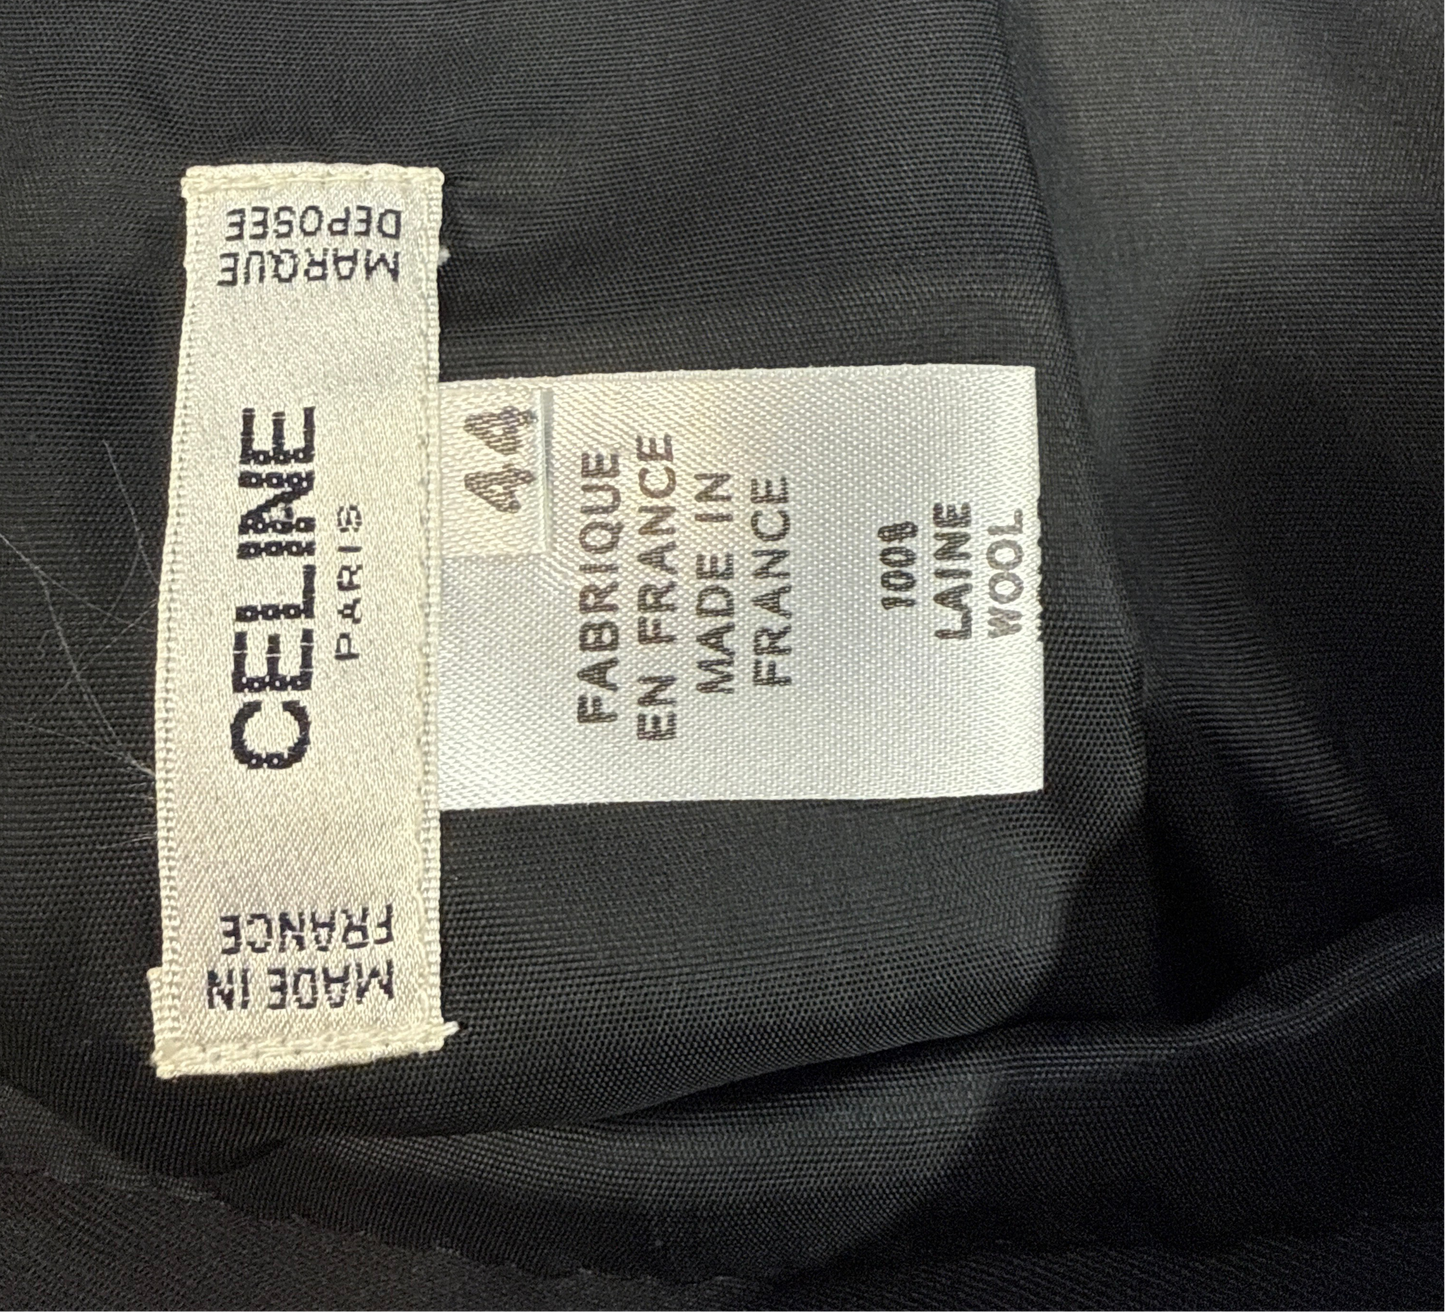 MARQUE
DEPOSEE
CELINE
PARIS
MADE IN
FRANCE
44
FABRIQUE
EN FRANCE
MADE IN
FRANCE
100%
LAINE
WOOL